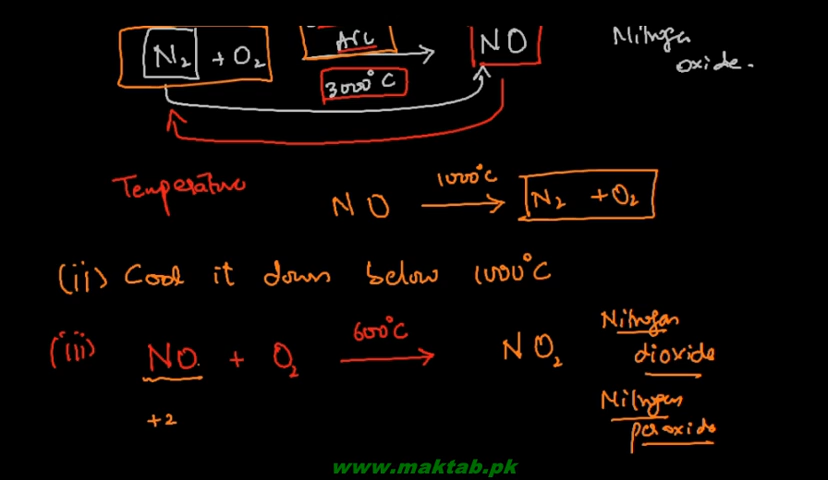 Arc
N₂ + O₂ → NO Nitrogen
3000°C oxide.
Temperature NO 1000°C → N₂ + O₂
(ii) Cool it down below 1000°C
(iii) NO + O₂ 600°C → NO₂ Nitrogen
dioxide
Nitrogen
+2 peroxide
www.maktab.pk